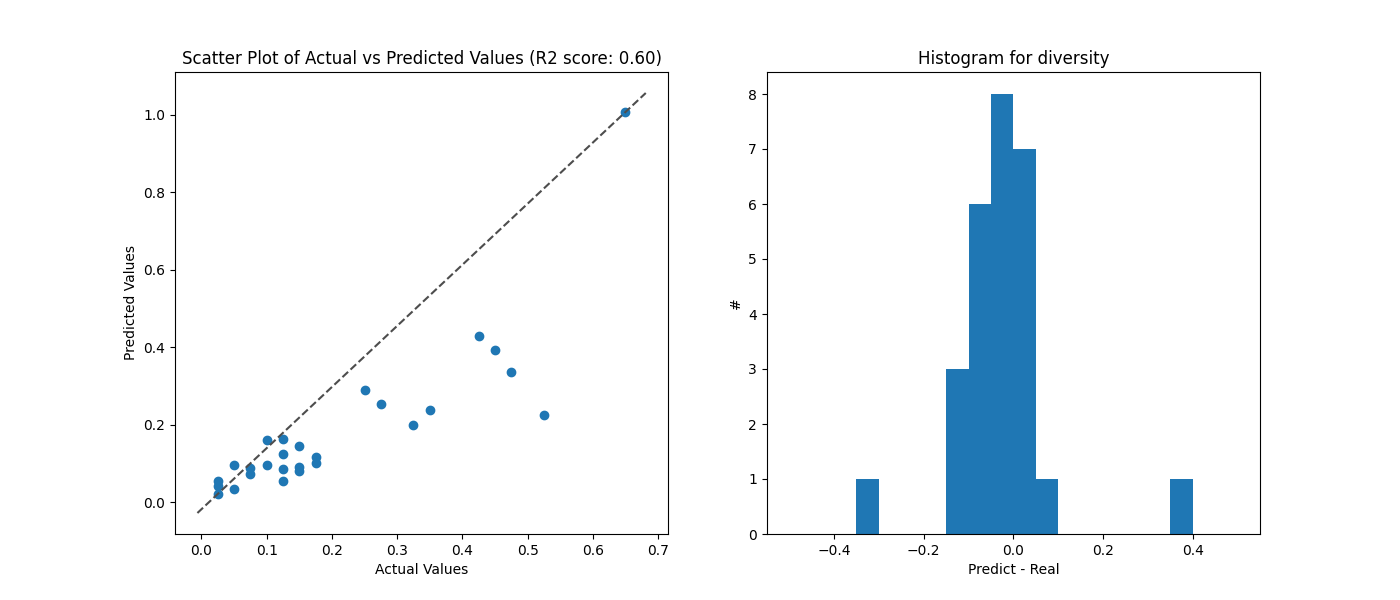 Scatter Plot of Actual vs Predicted Values (R2 score: 0.60)
1.0
0.8
0.6
0.4
0.2
0.0
Predicted Values
0.0 0.1 0.2 0.3 0.4 0.5 0.6 0.7
Actual Values
Histogram for diversity
8
7
6
5
4
3
2
1
0
#
−0.4 −0.2 0.0 0.2 0.4
Predict - Real